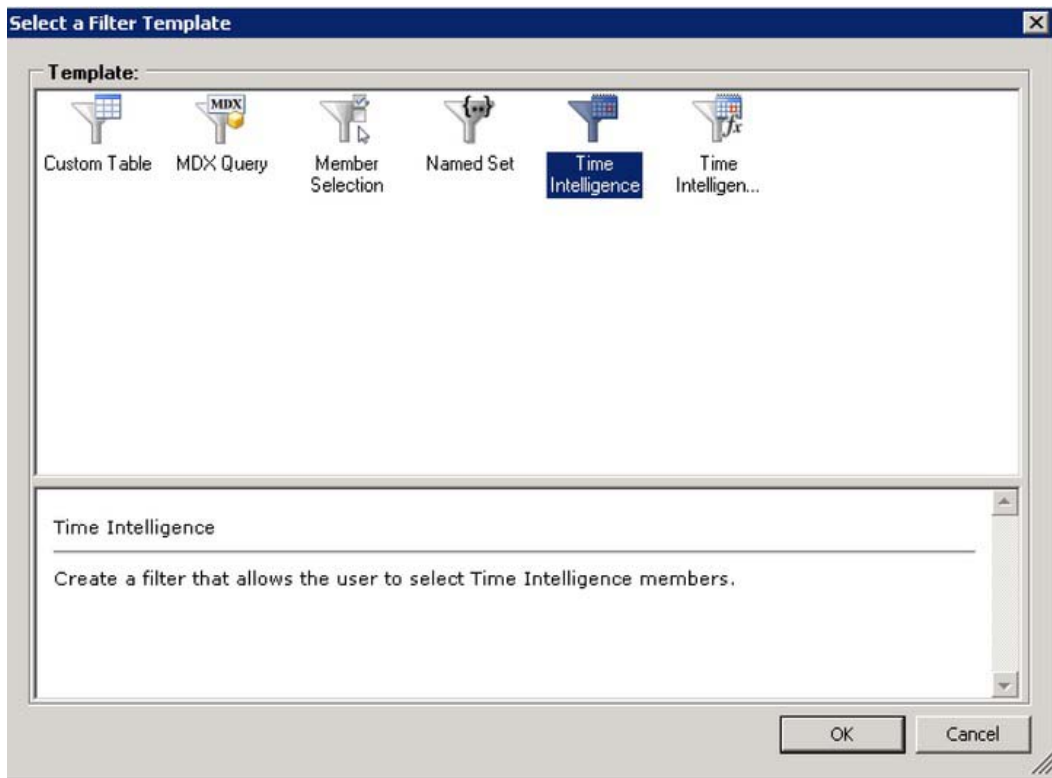 Select a Filter Template
Template:
MDX
{••}
fx
Custom Table
MDX Query
Member
Selection
Named Set
Time
Intelligence
Time
Intelligen...
Time Intelligence
Create a filter that allows the user to select Time Intelligence members.
OK
Cancel